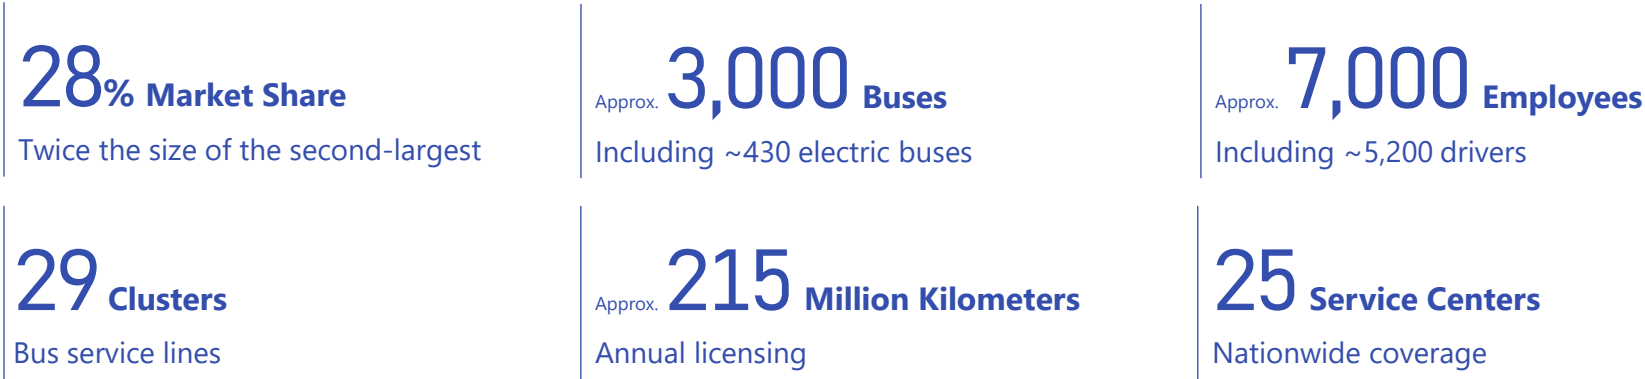 28% Market Share
Twice the size of the second-largest
Approx. 3,000 Buses
Including ~430 electric buses
Approx. 7,000 Employees
Including ~5,200 drivers
29 Clusters
Bus service lines
Approx. 215 Million Kilometers
Annual licensing
25 Service Centers
Nationwide coverage